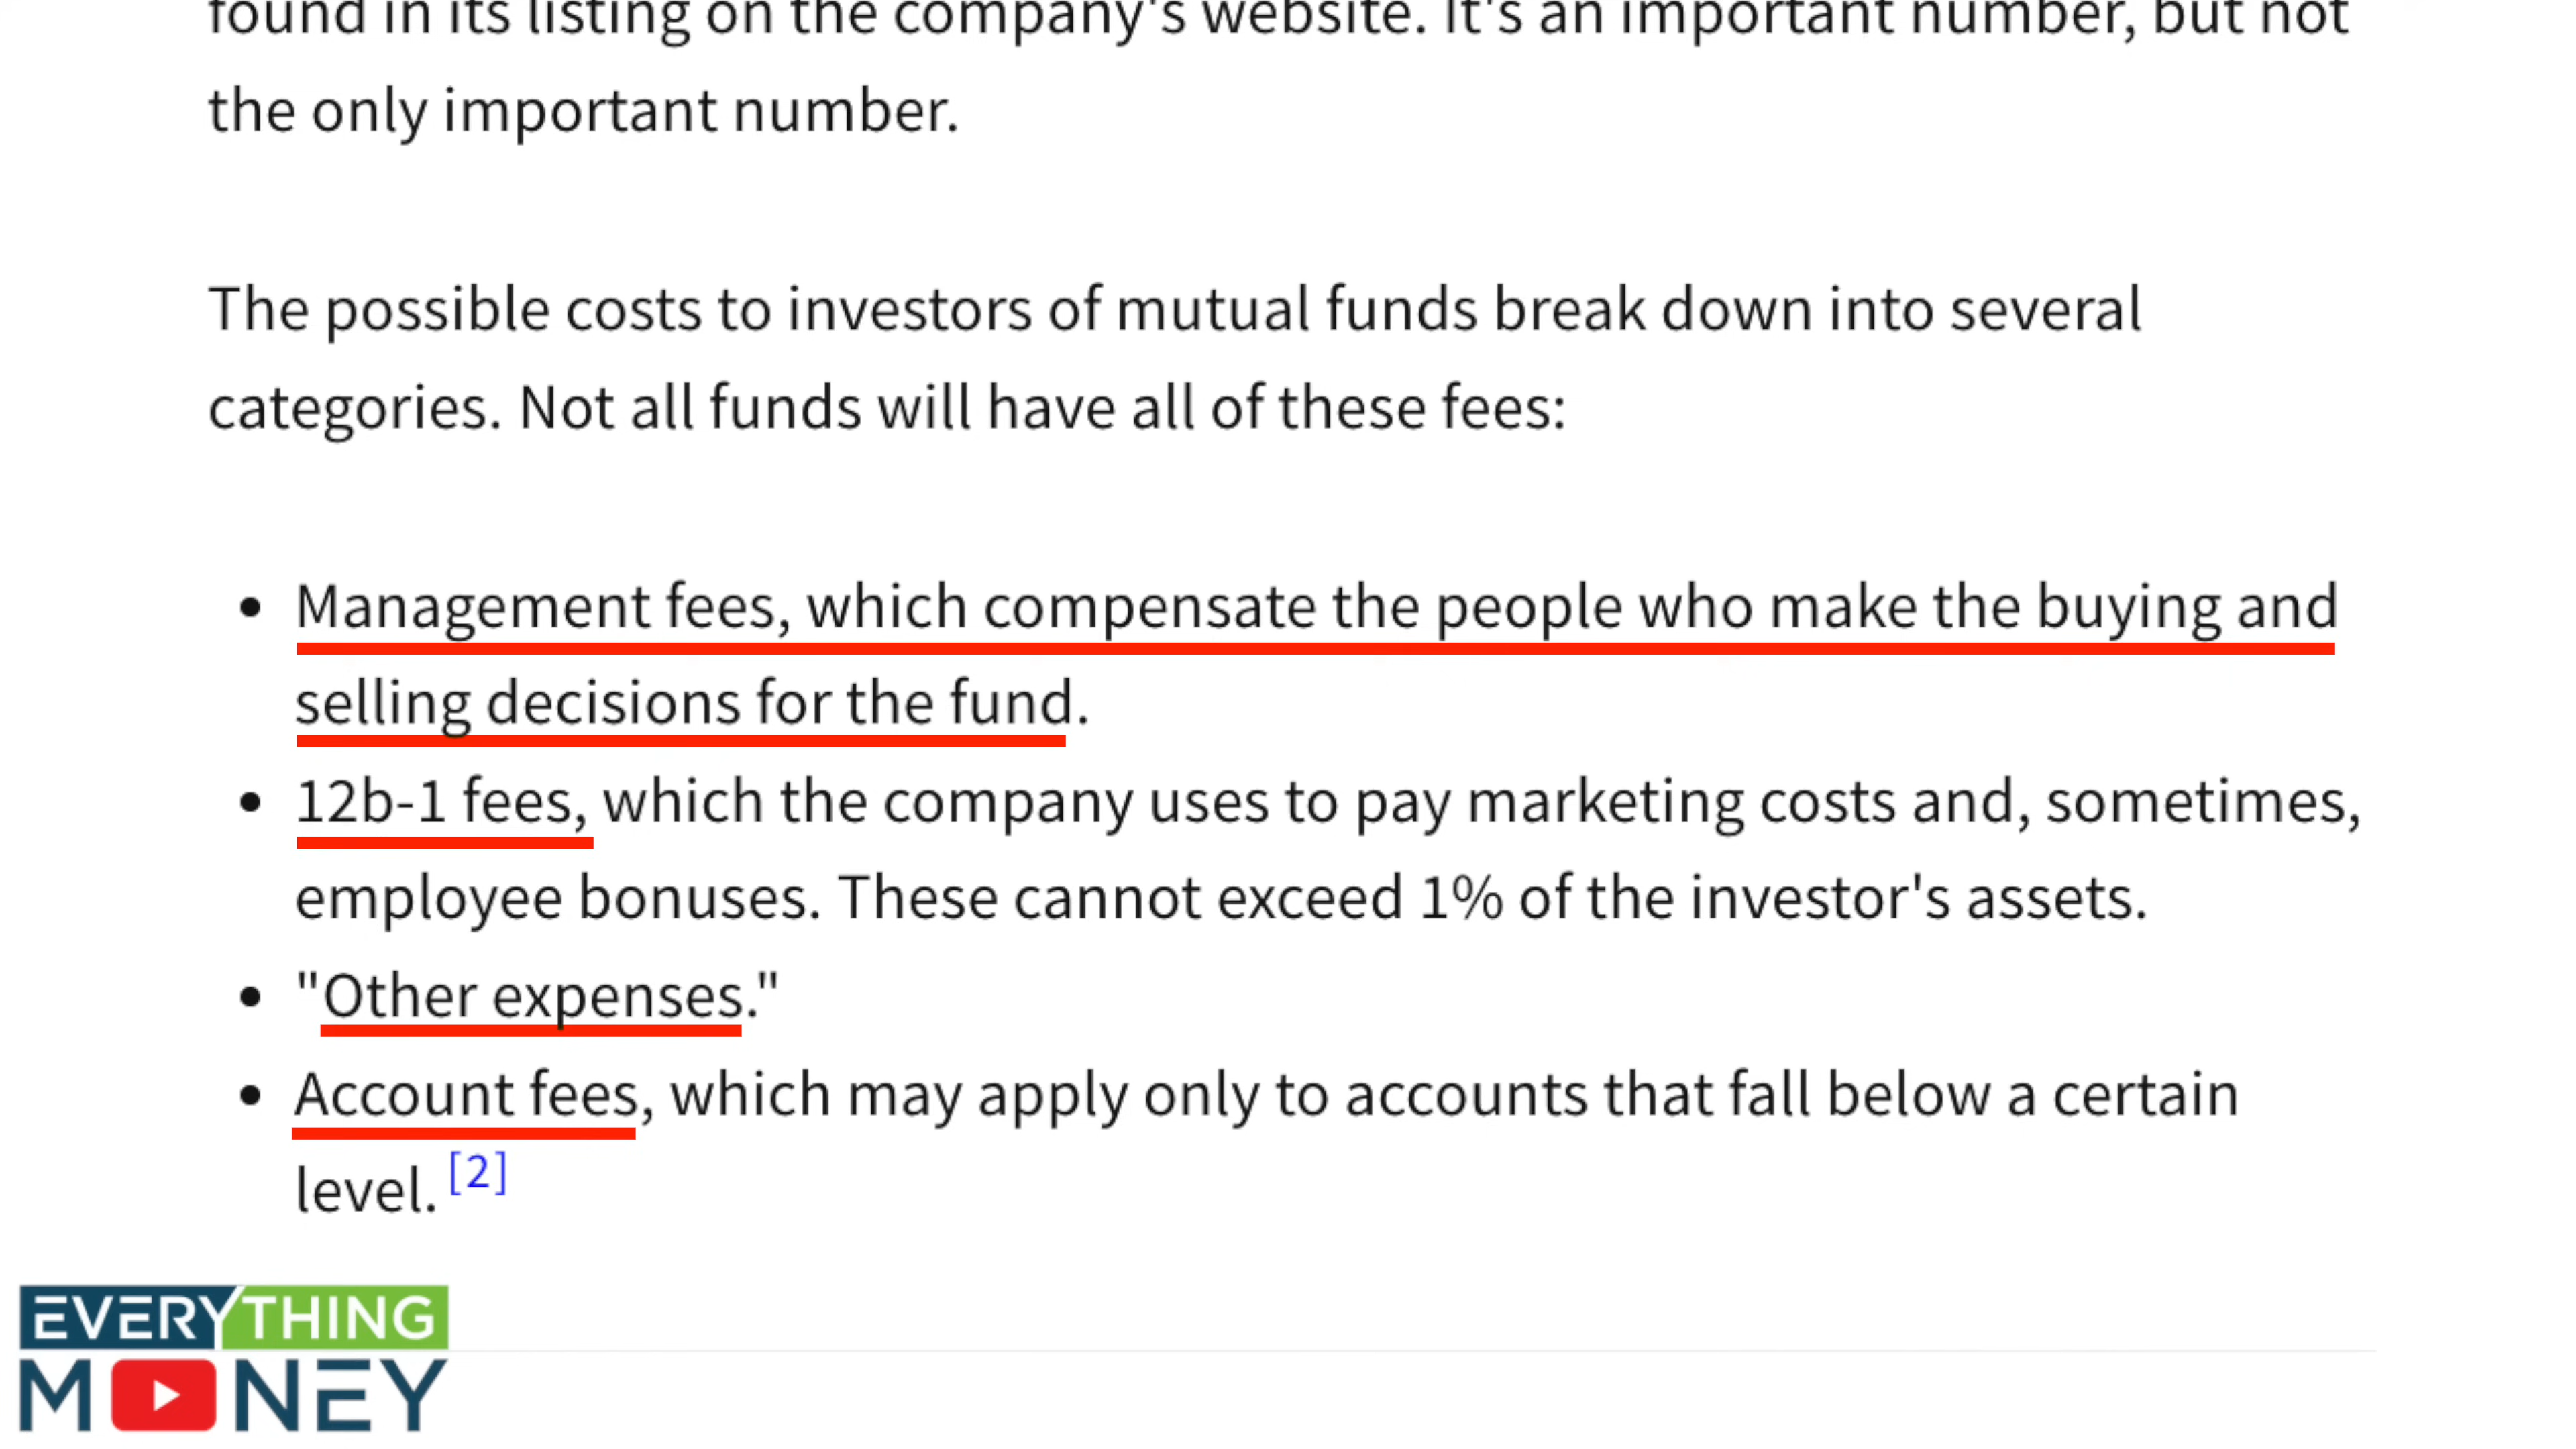 found in its listing on the company's website. It's an important number, but not
the only important number.
The possible costs to investors of mutual funds break down into several
categories. Not all funds will have all of these fees:
• Management fees, which compensate the people who make the buying and
selling decisions for the fund.
• 12b-1 fees, which the company uses to pay marketing costs and, sometimes,
employee bonuses. These cannot exceed 1% of the investor's assets.
• "Other expenses."
• Account fees, which may apply only to accounts that fall below a certain
level. [2]
EVERYTHING
MONEY